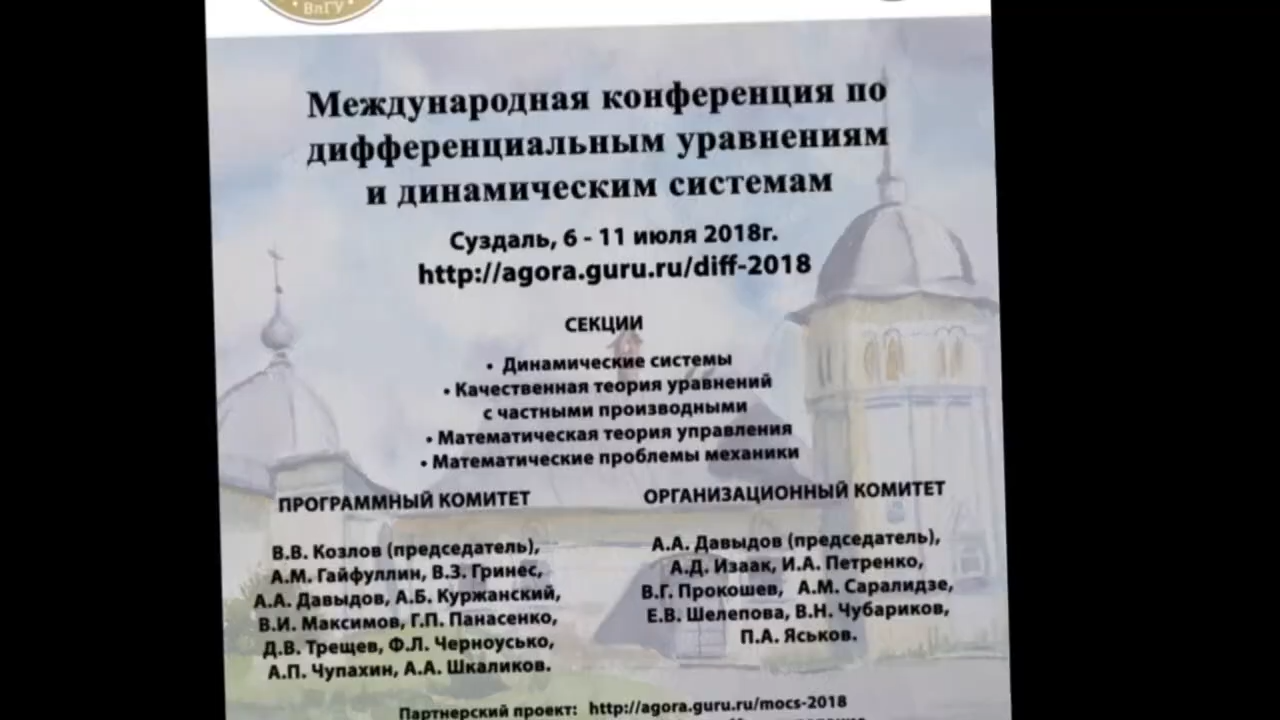 ВлГУ
Международная конференция по
дифференциальным уравнениям
и динамическим системам
Суздаль, 6 - 11 июля 2018г.
http://agora.guru.ru/diff-2018
СЕКЦИИ
• Динамические системы
• Качественная теория уравнений
с частными производными
• Математическая теория управления
• Математические проблемы механики
ПРОГРАММНЫЙ КОМИТЕТ
В.В. Козлов (председатель),
А.М. Гайфуллин, В.З. Гринес,
А.А. Давыдов, А.Б. Куржанский,
В.И. Максимов, Г.П. Панасенко,
Д.В. Трещев, Ф.Л. Черноусько,
А.П. Чупахин, А.А. Шкаликов.
ОРГАНИЗАЦИОННЫЙ КОМИТЕТ
А.А. Давыдов (председатель),
А.Д. Изаак, И.А. Петренко,
В.Г. Прокошев, А.М. Саралидзе,
Е.В. Шелепова, В.Н. Чубариков,
П.А. Яськов.
Партнерский проект: http://agora.guru.ru/mocs-2018